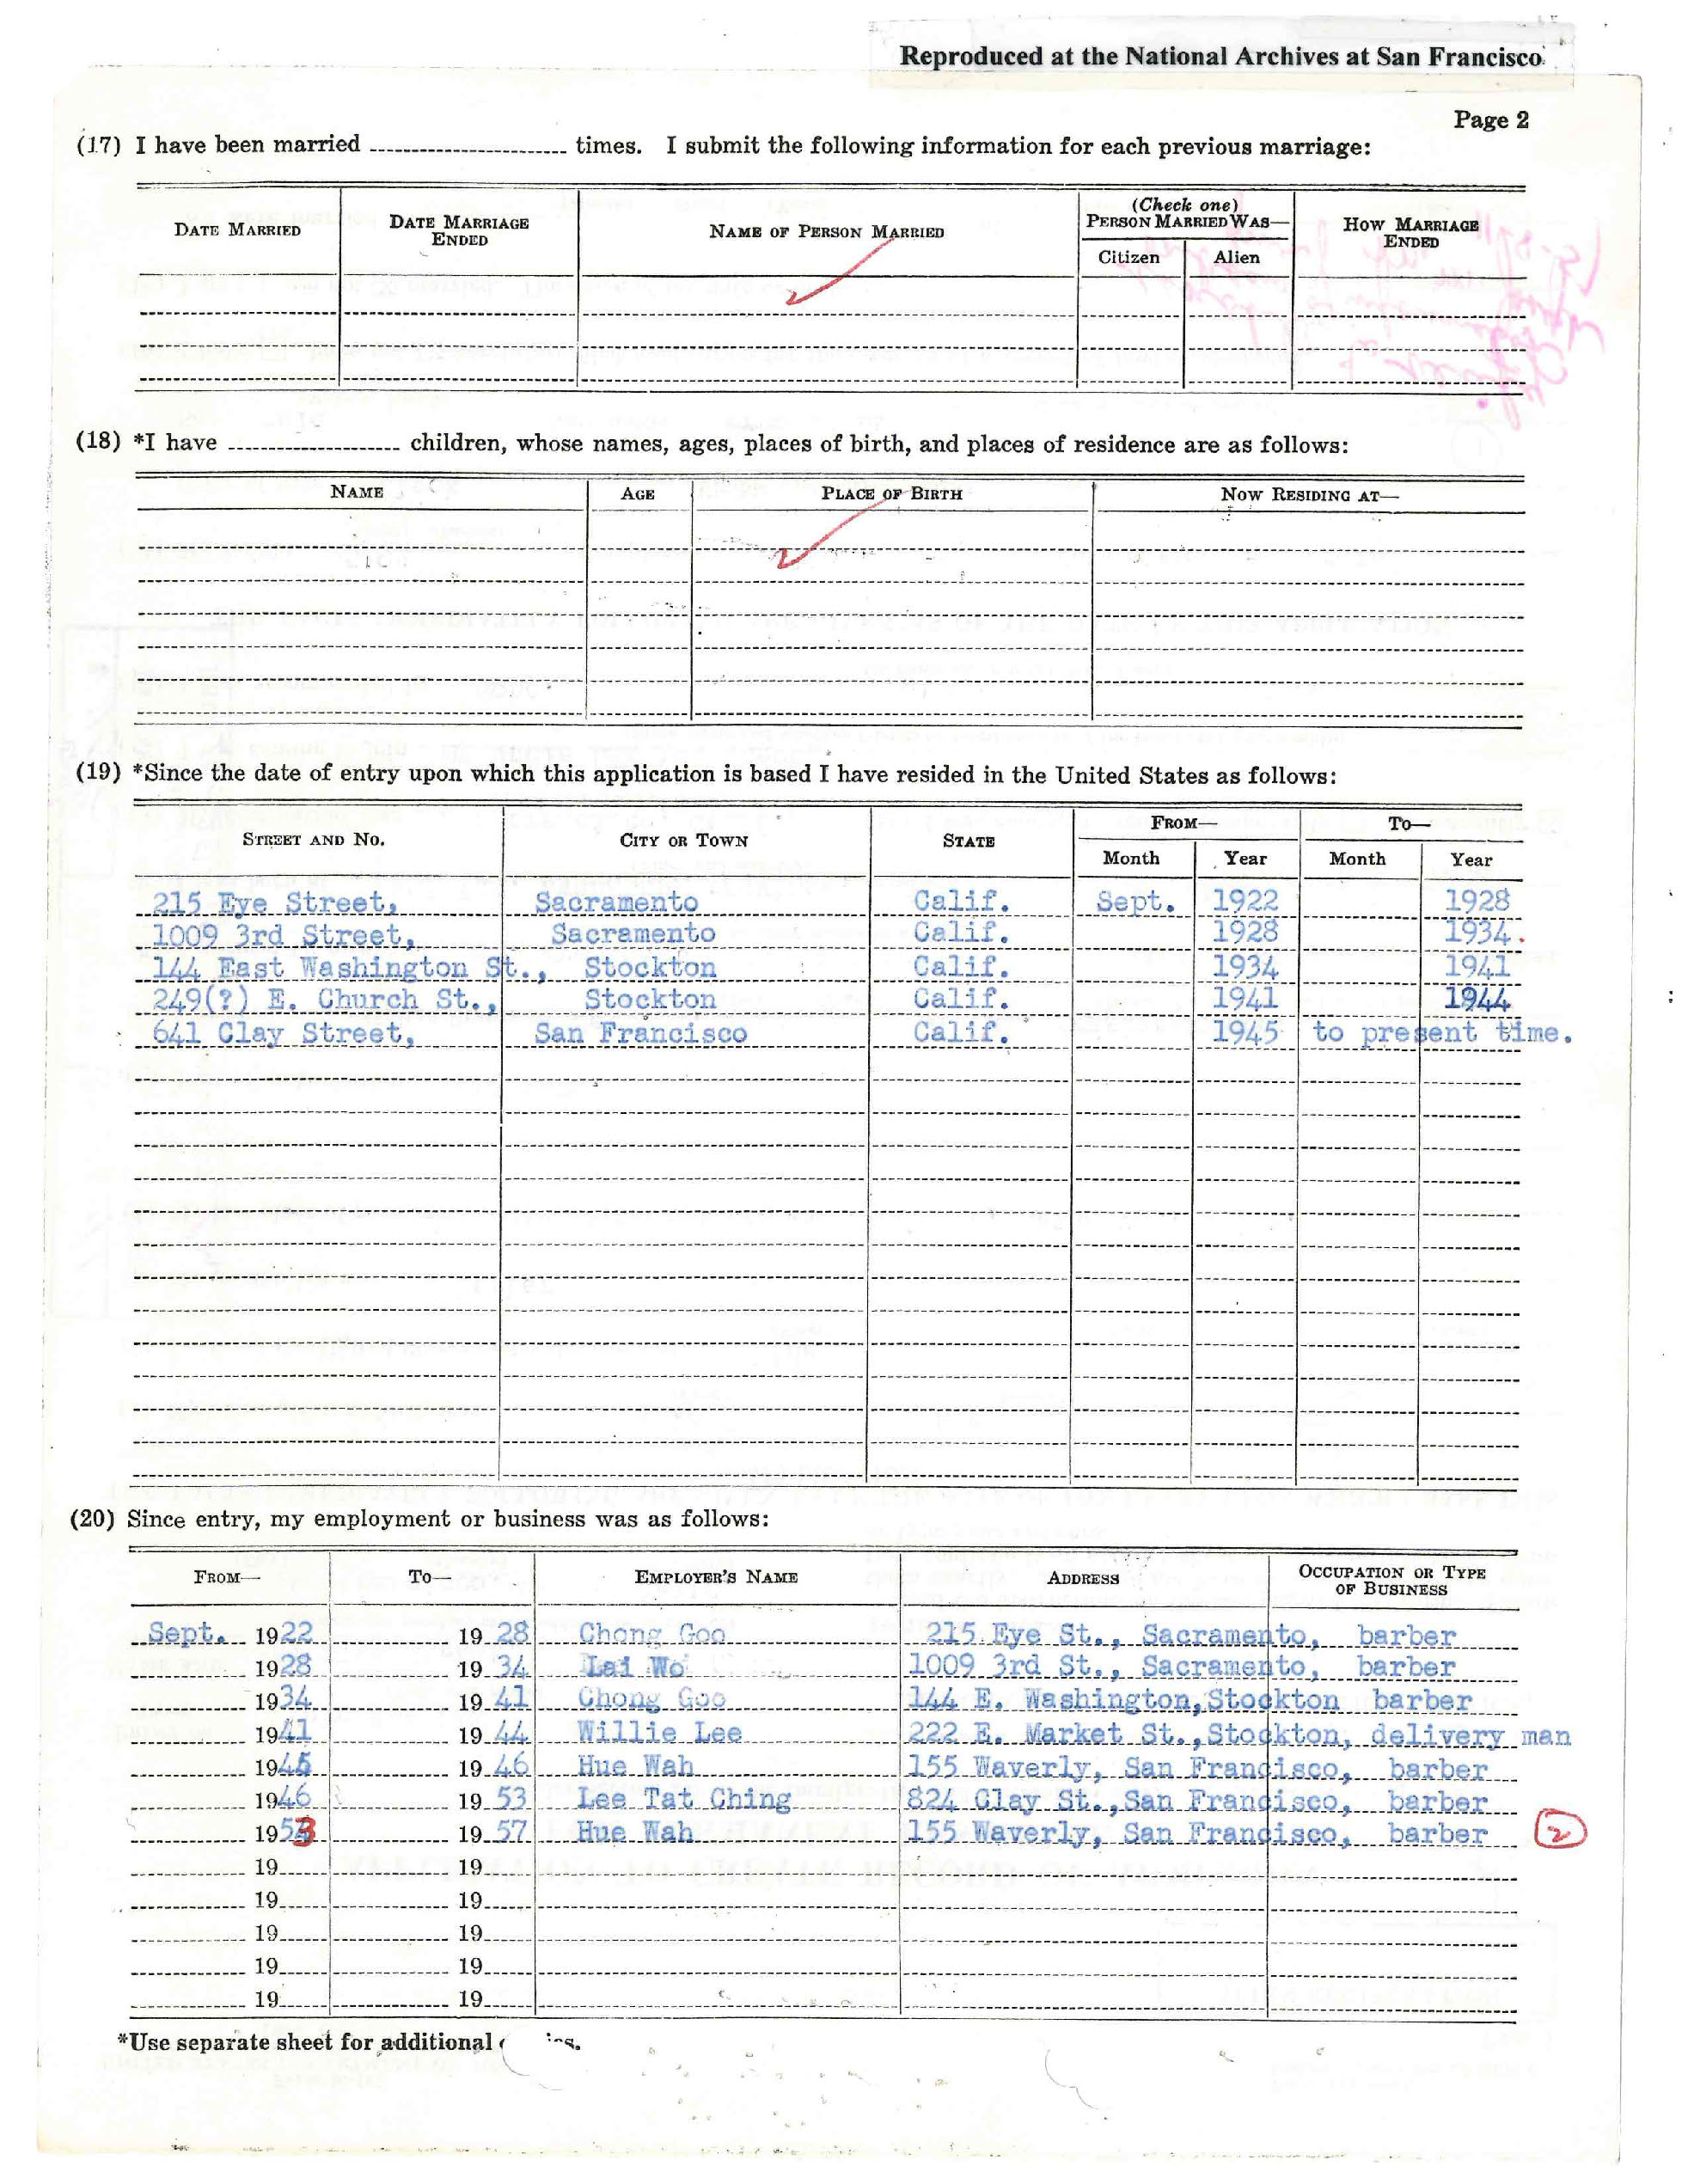 Reproduced at the National Archives at San Francisco
Page 2
(17) I have been married ________ times. I submit the following information for each previous marriage:
DATE MARRIED | DATE MARRIAGE ENDED | NAME OF PERSON MARRIED | (Check one) PERSON MARRIED WAS— Citizen | Alien | HOW MARRIAGE ENDED
(18) *I have ________ children, whose names, ages, places of birth, and places of residence are as follows:
NAME | AGE | PLACE OF BIRTH | NOW RESIDING AT—
(19) *Since the date of entry upon which this application is based I have resided in the United States as follows:
STREET AND NO. | CITY OR TOWN | STATE | FROM— Month | Year | TO— Month | Year
215 Eye Street, Sacramento Calif. Sept. 1922 1928
1009 3rd Street, Sacramento Calif. 1928 1934.
144 East Washington St., Stockton Calif. 1934 1941
249(?) E. Church St., Stockton Calif. 1941 1944
641 Clay Street, San Francisco Calif. 1945 to present time.
(20) Since entry, my employment or business was as follows:
FROM— | TO— | EMPLOYER'S NAME | ADDRESS | OCCUPATION OR TYPE OF BUSINESS
Sept. 1922 1928 Chong Goo 215 Eye St., Sacramento, barber
1928 1934 Lai Wo 1009 3rd St., Sacramento, barber
1934 1941 Chong Goo 144 E. Washington, Stockton barber
1941 1944 Willie Lee 222 E. Market St., Stockton, delivery man
1945 1946 Hue Wah 155 Waverly, San Francisco, barber
1946 1953 Lee Tat Ching 824 Clay St., San Francisco, barber
1953 1957 Hue Wah 155 Waverly, San Francisco, barber 2
19 19
19 19
19 19
19 19
19 19
*Use separate sheet for additional